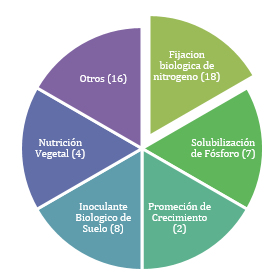 Fijacion
biologica de
nitrogeno (18)
Solubilización
de Fósforo (7)
Promeción de
Crecimiento
(2)
Inoculante
Biologico de
Suelo (8)
Nutrición
Vegetal (4)
Otros (16)